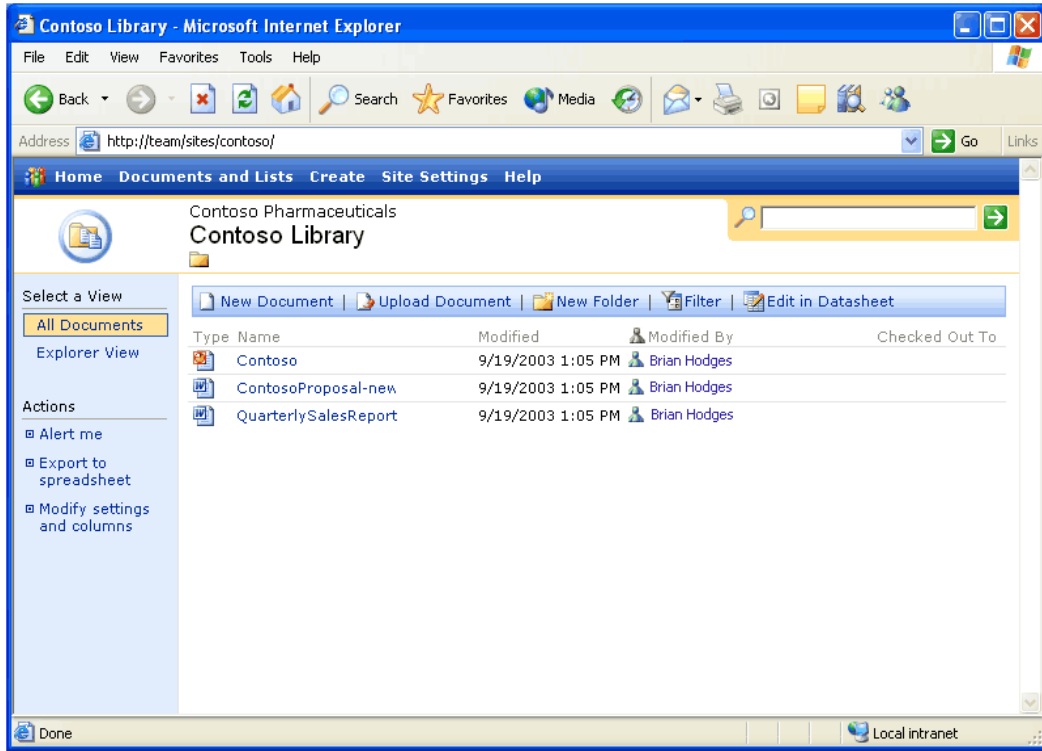 Contoso Library - Microsoft Internet Explorer
File Edit View Favorites Tools Help
Back Search Favorites Media
Address http://team/sites/contoso/ Go Links
Home Documents and Lists Create Site Settings Help
Contoso Pharmaceuticals
Contoso Library
Select a View
All Documents
Explorer View
Actions
Alert me
Export to
spreadsheet
Modify settings
and columns
New Document | Upload Document | New Folder | Filter | Edit in Datasheet
Type Name Modified Modified By Checked Out To
Contoso 9/19/2003 1:05 PM Brian Hodges
ContosoProposal-new 9/19/2003 1:05 PM Brian Hodges
QuarterlySalesReport 9/19/2003 1:05 PM Brian Hodges
Done Local intranet